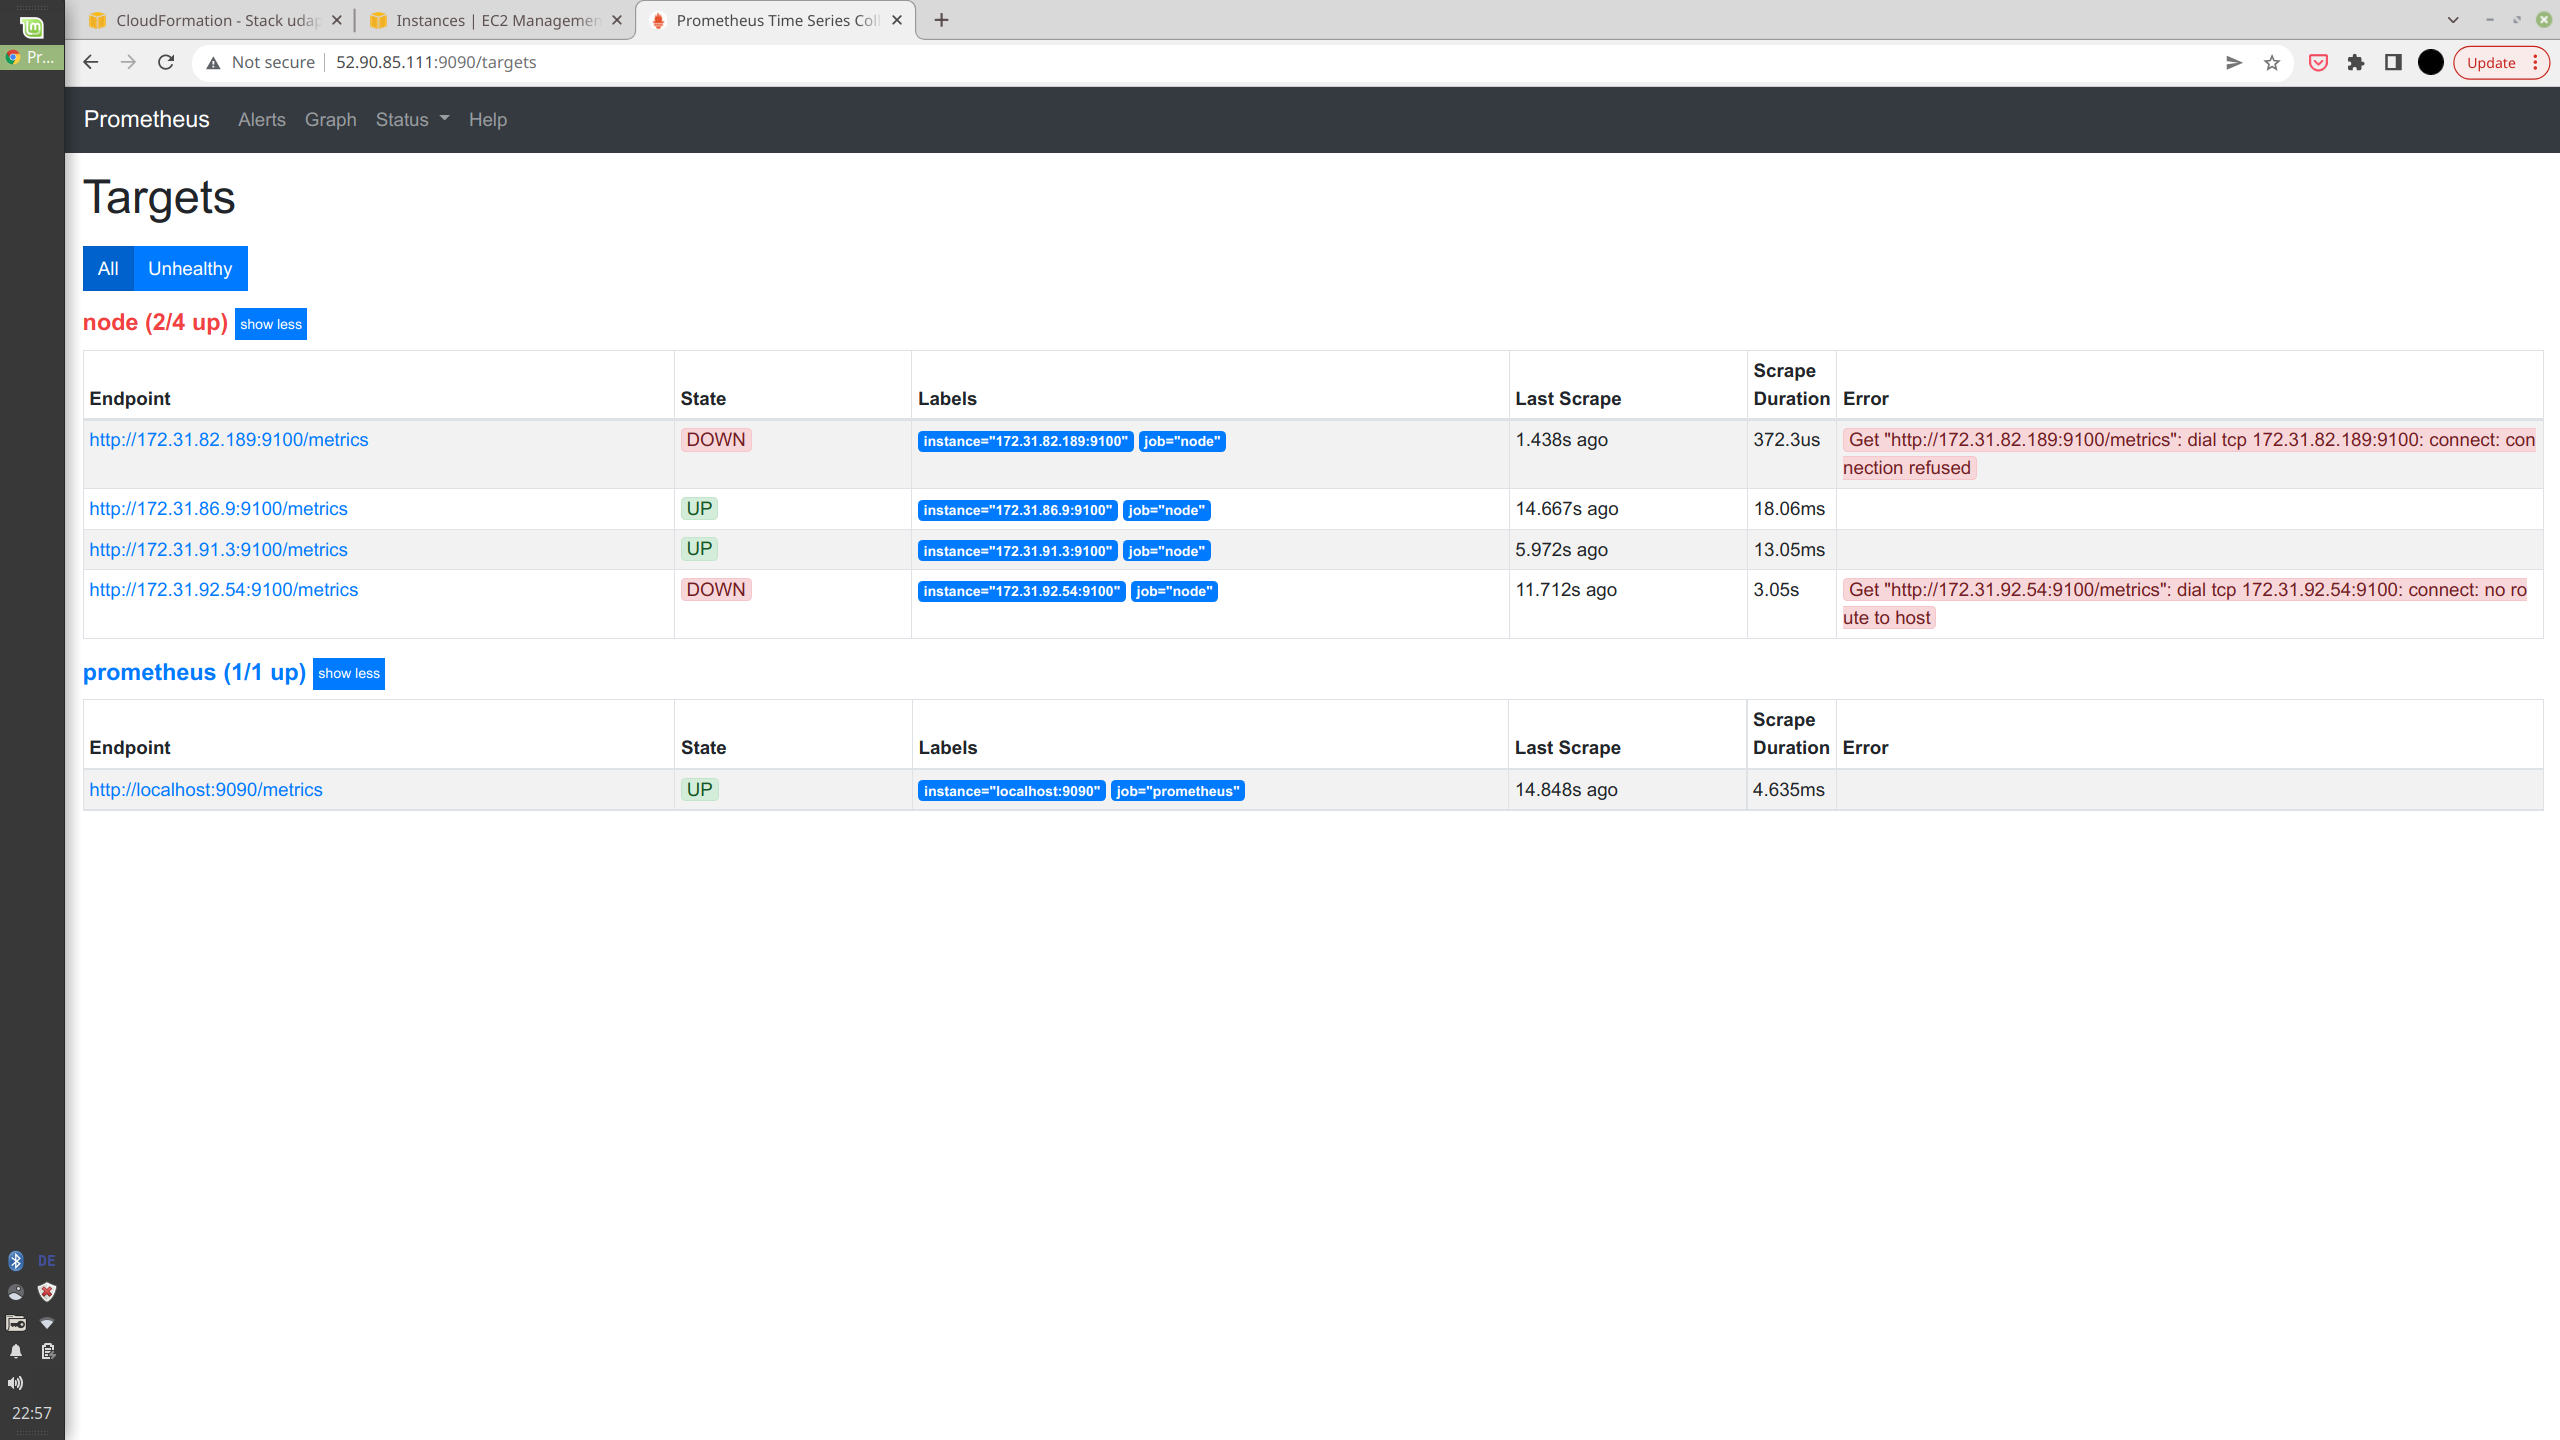 CloudFormation - Stack udap
Instances | EC2 Managemen
Prometheus Time Series Coll
Pr...
Not secure
52.90.85.111:9090/targets
Update
Prometheus Alerts Graph Status Help
Targets
All Unhealthy
node (2/4 up) show less
Endpoint State Labels Last Scrape Scrape Duration Error
http://172.31.82.189:9100/metrics DOWN instance="172.31.82.189:9100" job="node" 1.438s ago 372.3us Get "http://172.31.82.189:9100/metrics": dial tcp 172.31.82.189:9100: connect: con
nection refused
http://172.31.86.9:9100/metrics UP instance="172.31.86.9:9100" job="node" 14.667s ago 18.06ms
http://172.31.91.3:9100/metrics UP instance="172.31.91.3:9100" job="node" 5.972s ago 13.05ms
http://172.31.92.54:9100/metrics DOWN instance="172.31.92.54:9100" job="node" 11.712s ago 3.05s Get "http://172.31.92.54:9100/metrics": dial tcp 172.31.92.54:9100: connect: no ro
ute to host
prometheus (1/1 up) show less
Endpoint State Labels Last Scrape Scrape Duration Error
http://localhost:9090/metrics UP instance="localhost:9090" job="prometheus" 14.848s ago 4.635ms
DE
22:57